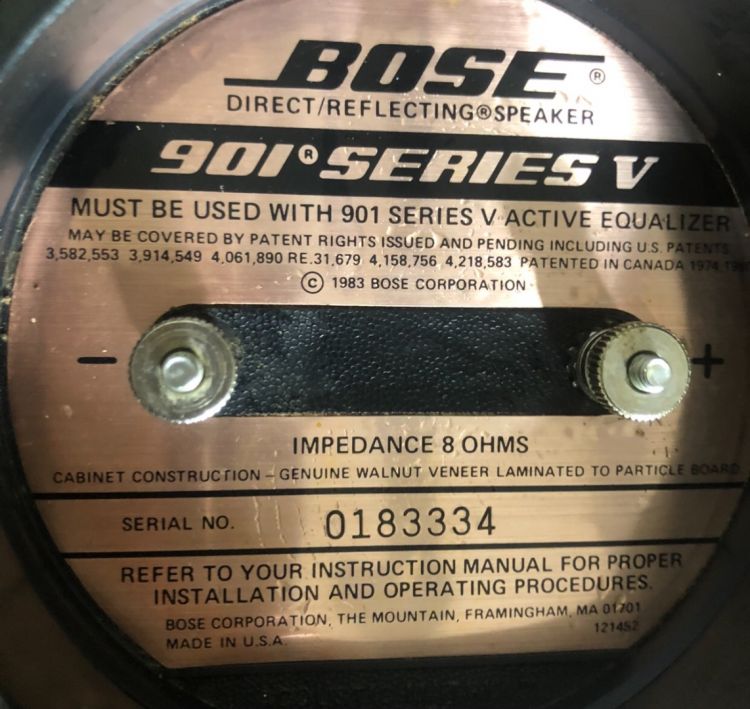 BOSE®
DIRECT/REFLECTING®SPEAKER
901® SERIES V
MUST BE USED WITH 901 SERIES V ACTIVE EQUALIZER
MAY BE COVERED BY PATENT RIGHTS ISSUED AND PENDING INCLUDING U.S. PATENTS
3,582,553 3,914,549 4,061,890 RE.31,679 4,158,756 4,218,583 PATENTED IN CANADA 1974
© 1983 BOSE CORPORATION
- +
IMPEDANCE 8 OHMS
CABINET CONSTRUCTION – GENUINE WALNUT VENEER LAMINATED TO PARTICLE BOARD
SERIAL NO. 0183334
REFER TO YOUR INSTRUCTION MANUAL FOR PROPER
INSTALLATION AND OPERATING PROCEDURES.
BOSE CORPORATION, THE MOUNTAIN, FRAMINGHAM, MA 01701
MADE IN U.S.A. 121452